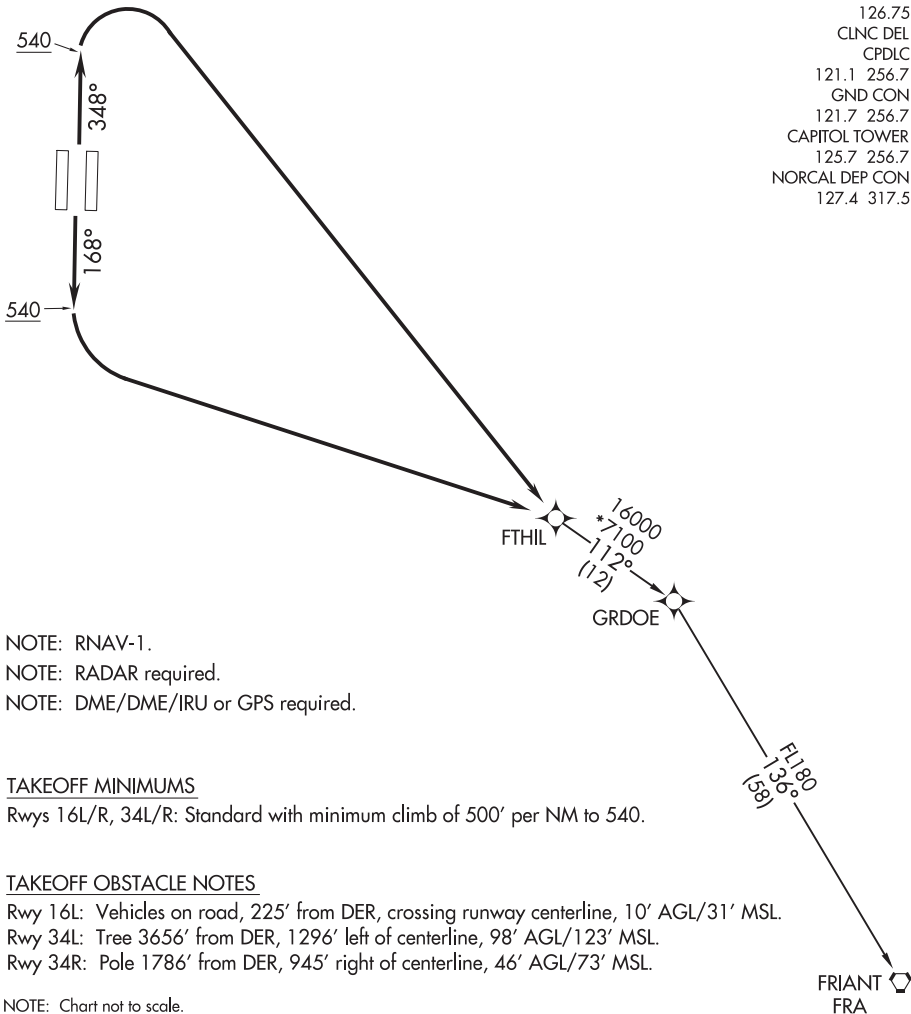 126.75
CLNC DEL
CPDLC
121.1 256.7
GND CON
121.7 256.7
CAPITOL TOWER
125.7 256.7
NORCAL DEP CON
127.4 317.5
540
348°
168°
540
FTHIL
16000
*7100
112°
(12)
GRDOE
NOTE: RNAV-1.
NOTE: RADAR required.
NOTE: DME/DME/IRU or GPS required.
FL180
136°
(58)
TAKEOFF MINIMUMS
Rwys 16L/R, 34L/R: Standard with minimum climb of 500' per NM to 540.
TAKEOFF OBSTACLE NOTES
Rwy 16L: Vehicles on road, 225' from DER, crossing runway centerline, 10' AGL/31' MSL.
Rwy 34L: Tree 3656' from DER, 1296' left of centerline, 98' AGL/123' MSL.
Rwy 34R: Pole 1786' from DER, 945' right of centerline, 46' AGL/73' MSL.
FRIANT
FRA
NOTE: Chart not to scale.